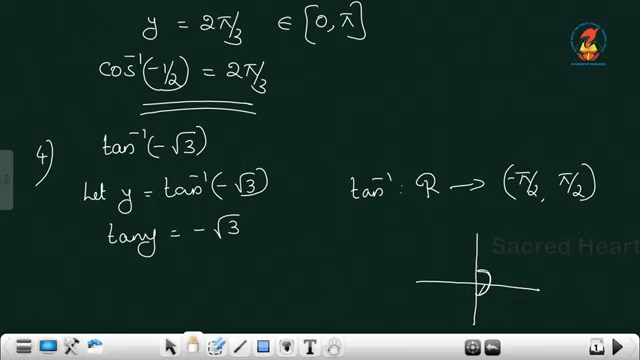 y = 2π/3 ∈ [0, π]
cos⁻¹(-1/2) = 2π/3
4) tan⁻¹(-√3)
Let y = tan⁻¹(-√3)
tan⁻¹ : R → (-π/2, π/2)
tan y = -√3
Sacred Heart
T
1